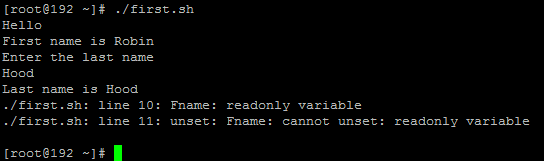 [root@192 ~]# ./first.sh
Hello
First name is Robin
Enter the last name
Hood
Last name is Hood
./first.sh: line 10: Fname: readonly variable
./first.sh: line 11: unset: Fname: cannot unset: readonly variable
[root@192 ~]#